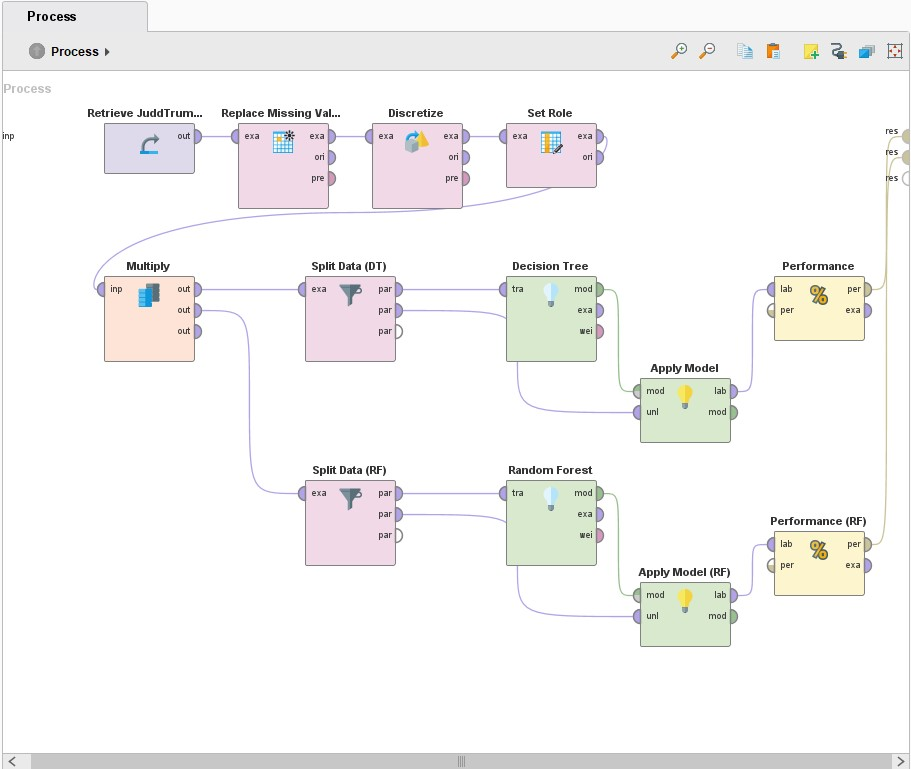 Process
Process
Process
inp
Retrieve JuddTrum...
out
Replace Missing Val...
exa exa
ori
pre
Discretize
exa exa
ori
pre
Set Role
exa exa
ori
res
res
res
Multiply
inp out
out
out
Split Data (DT)
exa par
par
par
Decision Tree
tra mod
exa
wei
Apply Model
mod lab
unl mod
Performance
lab per
per exa
Split Data (RF)
exa par
par
par
Random Forest
tra mod
exa
wei
Apply Model (RF)
mod lab
unl mod
Performance (RF)
lab per
per exa